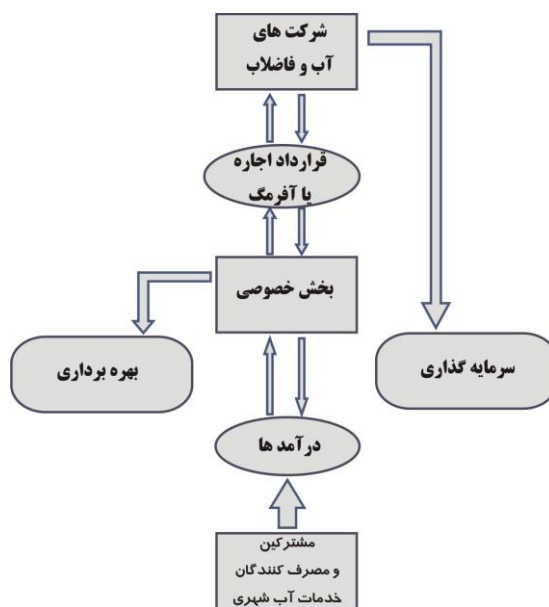 شرکت های
آب و فاضلاب
قرارداد اجاره
یا آفرمگ
بخش خصوصی
بهره برداری
سرمایه گذاری
درآمد ها
مشترکین
و مصرف کنندگان
خدمات آب شهری